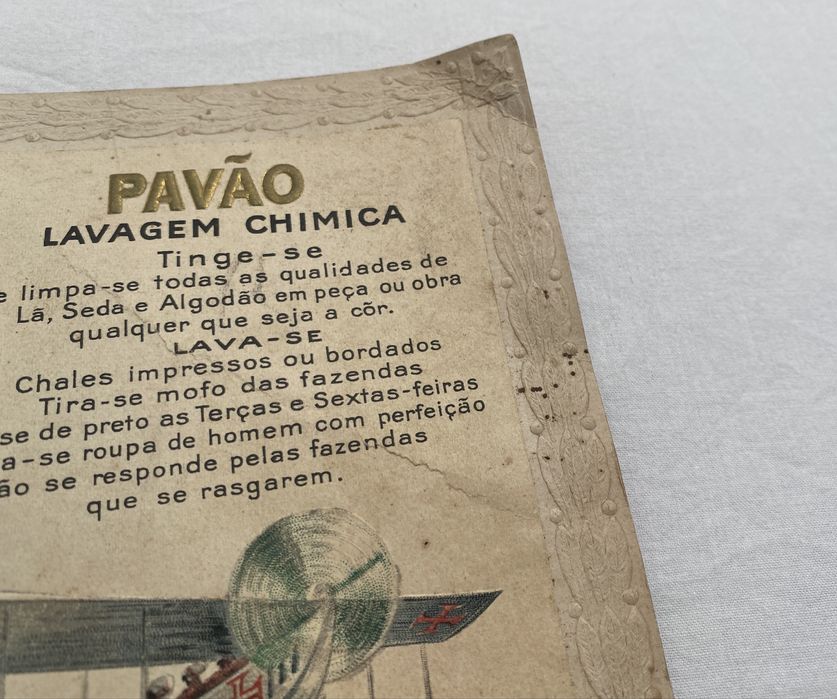 PAVÃO
LAVAGEM CHIMICA
Tinge-se
e limpa-se todas as qualidades de
Lã, Seda e Algodão em peça ou obra
qualquer que seja a côr.
LAVA-SE
Chales impressos ou bordados
Tira-se mofo das fazendas
se de preto as Terças e Sextas-feiras
a-se roupa de homem com perfeição
ão se responde pelas fazendas
que se rasgarem.